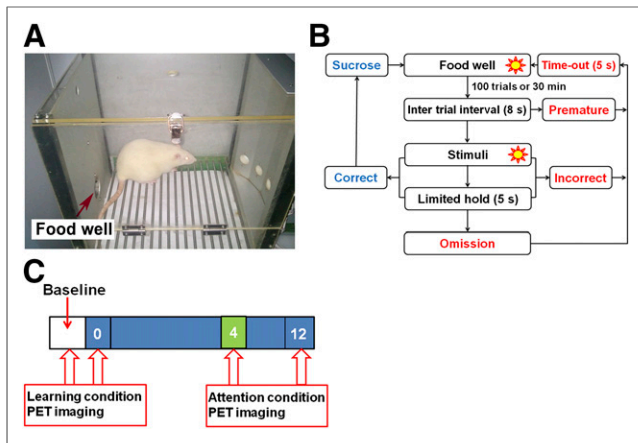 A
Food well
B
Sucrose
Food well
Time-out (5 s)
100 trials or 30 min
Inter trial interval (8 s)
Premature
Stimuli
Correct
Incorrect
Limited hold (5 s)
Omission
C
Baseline
0
4
12
Learning condition
PET imaging
Attention condition
PET imaging